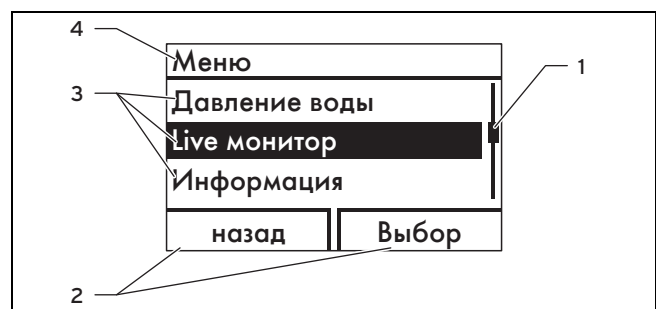 4
Меню
1
3
Давление воды
Live монитор
Информация
назад Выбор
2